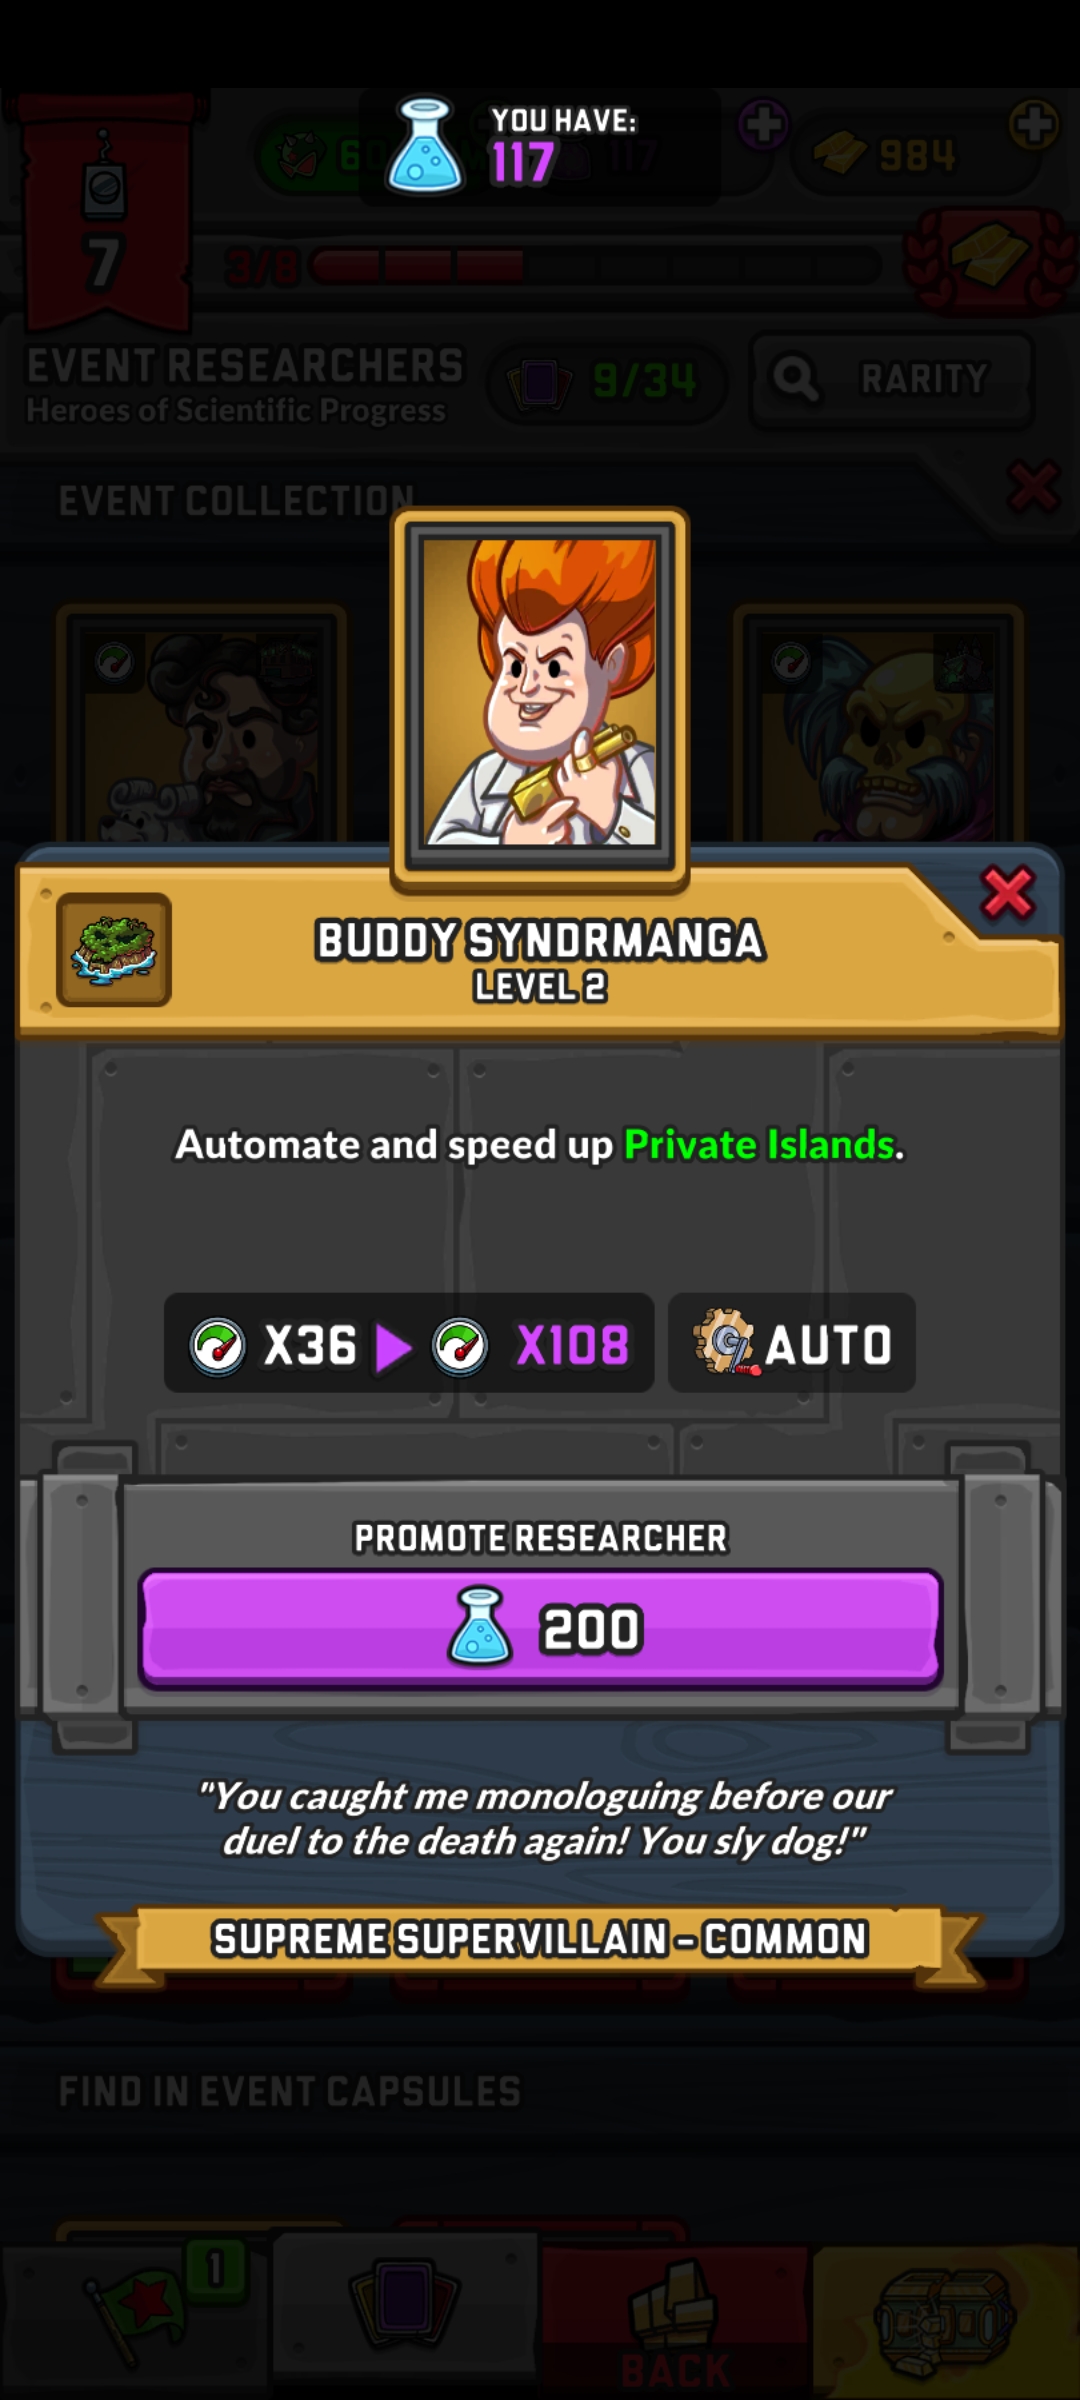 YOU HAVE:
117
984
7
3/8
EVENT RESEARCHERS
Heroes of Scientific Progress
9/34
RARITY
EVENT COLLECTION
BUDDY SYNDRMANGA
LEVEL 2
Automate and speed up Private Islands.
X36
X108
AUTO
PROMOTE RESEARCHER
200
"You caught me monologuing before our
duel to the death again! You sly dog!"
SUPREME SUPERVILLAIN - COMMON
FIND IN EVENT CAPSULES
1
BACK